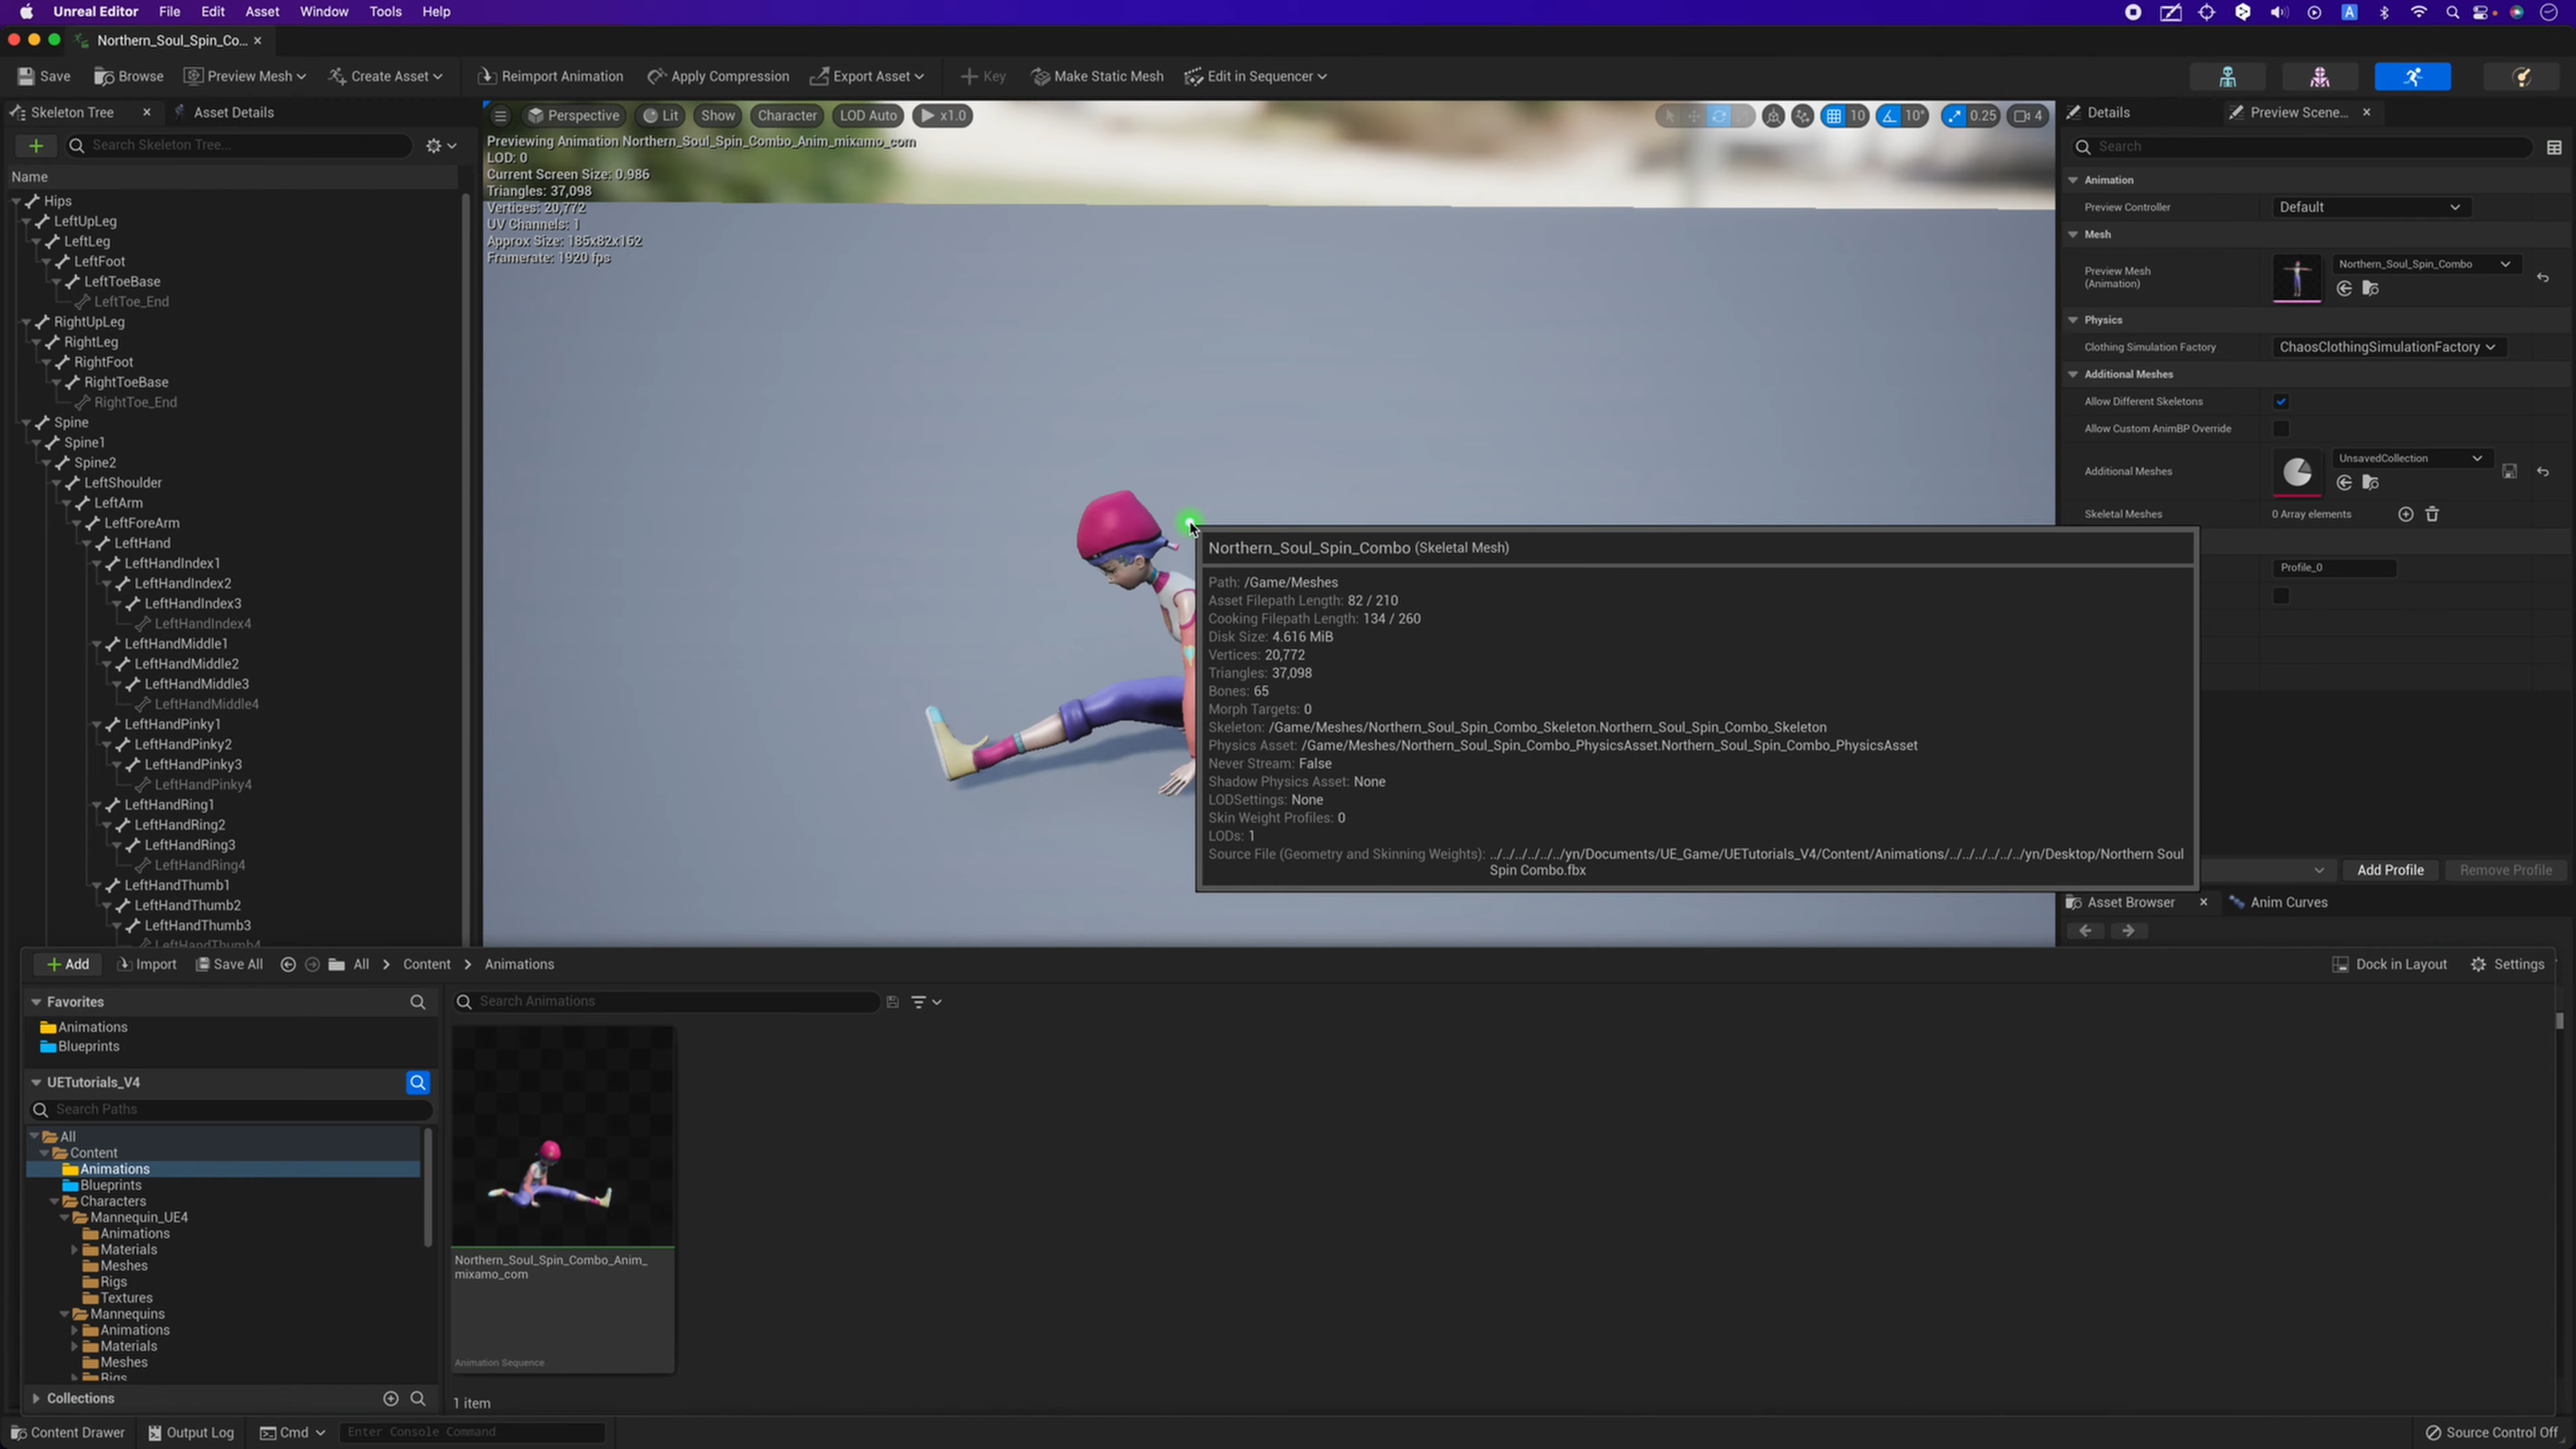 Unreal Editor File Edit Asset Window Tools Help
Northern_Soul_Spin_Co...
Save Browse Preview Mesh Create Asset Reimport Animation Apply Compression Export Asset Key Make Static Mesh Edit in Sequencer
Skeleton Tree Asset Details
Search Skeleton Tree...
Name
Hips
LeftUpLeg
LeftLeg
LeftFoot
LeftToeBase
LeftToe_End
RightUpLeg
RightLeg
RightFoot
RightToeBase
RightToe_End
Spine
Spine1
Spine2
LeftShoulder
LeftArm
LeftForeArm
LeftHand
LeftHandIndex1
LeftHandIndex2
LeftHandIndex3
LeftHandIndex4
LeftHandMiddle1
LeftHandMiddle2
LeftHandMiddle3
LeftHandMiddle4
LeftHandPinky1
LeftHandPinky2
LeftHandPinky3
LeftHandPinky4
LeftHandRing1
LeftHandRing2
LeftHandRing3
LeftHandRing4
LeftHandThumb1
LeftHandThumb2
LeftHandThumb3
LeftHandThumb4
Perspective Lit Show Character LOD Auto x1.0 10 10° 0.25 4
Previewing Animation Northern_Soul_Spin_Combo_Anim_mixamo_com
LOD: 0
Current Screen Size: 0.986
Triangles: 37,098
Vertices: 20,772
UV Channels: 1
Approx Size: 185x82x162
Framerate: 1920 fps
Northern_Soul_Spin_Combo (Skeletal Mesh)
Path: /Game/Meshes
Asset Filepath Length: 82 / 210
Cooking Filepath Length: 134 / 260
Disk Size: 4.616 MiB
Vertices: 20,772
Triangles: 37,098
Bones: 65
Morph Targets: 0
Skeleton: /Game/Meshes/Northern_Soul_Spin_Combo_Skeleton.Northern_Soul_Spin_Combo_Skeleton
Physics Asset: /Game/Meshes/Northern_Soul_Spin_Combo_PhysicsAsset.Northern_Soul_Spin_Combo_PhysicsAsset
Never Stream: False
Shadow Physics Asset: None
LODSettings: None
Skin Weight Profiles: 0
LODs: 1
Source File (Geometry and Skinning Weights): ../../../../../../yn/Documents/UE_Game/UETutorials_V4/Content/Animations/../../../../../../yn/Desktop/Northern Soul
Spin Combo.fbx
Details Preview Scene...
Search
Animation
Preview Controller Default
Mesh
Preview Mesh
(Animation)
Northern_Soul_Spin_Combo
Physics
Clothing Simulation Factory ChaosClothingSimulationFactory
Additional Meshes
Allow Different Skeletons
Allow Custom AnimBP Override
Additional Meshes UnsavedCollection
Skeletal Meshes 0 Array elements
Profile_0
Add Profile Remove Profile
Asset Browser Anim Curves
Add Import Save All All Content Animations Dock in Layout Settings
Favorites
Animations
Blueprints
UETutorials_V4
Search Paths
All
Content
Animations
Blueprints
Characters
Mannequin_UE4
Animations
Materials
Meshes
Rigs
Textures
Mannequins
Animations
Materials
Meshes
Rigs
Collections
Search Animations
Northern_Soul_Spin_Combo_Anim_
mixamo_com
Animation Sequence
1 item
Content Drawer Output Log Cmd Enter Console Command Source Control Off